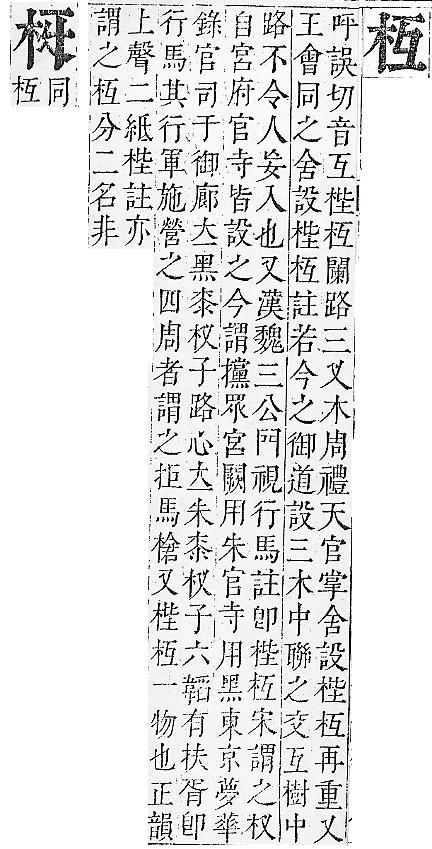 枑
呼誤切音互梐枑闌路三叉木周禮天官掌舍設梐枑再重又
王會同之舍設梐枑註若今之御道設三木中聯之交互樹中
路不令人妄入也又漢魏三公門視行馬註卽梐枑宋謂之杈
自宮府官寺皆設之今謂攩眾宮闕用朱官寺用黑東京夢華
錄官司于御廊立黑桼杈子路心立朱桼杈子六韜有扶胥卽
行馬其行軍施營之四周者謂之拒馬槍又梐枑一物也正韻
上聲二紙梐註亦
謂之枑分二名非
同
枑